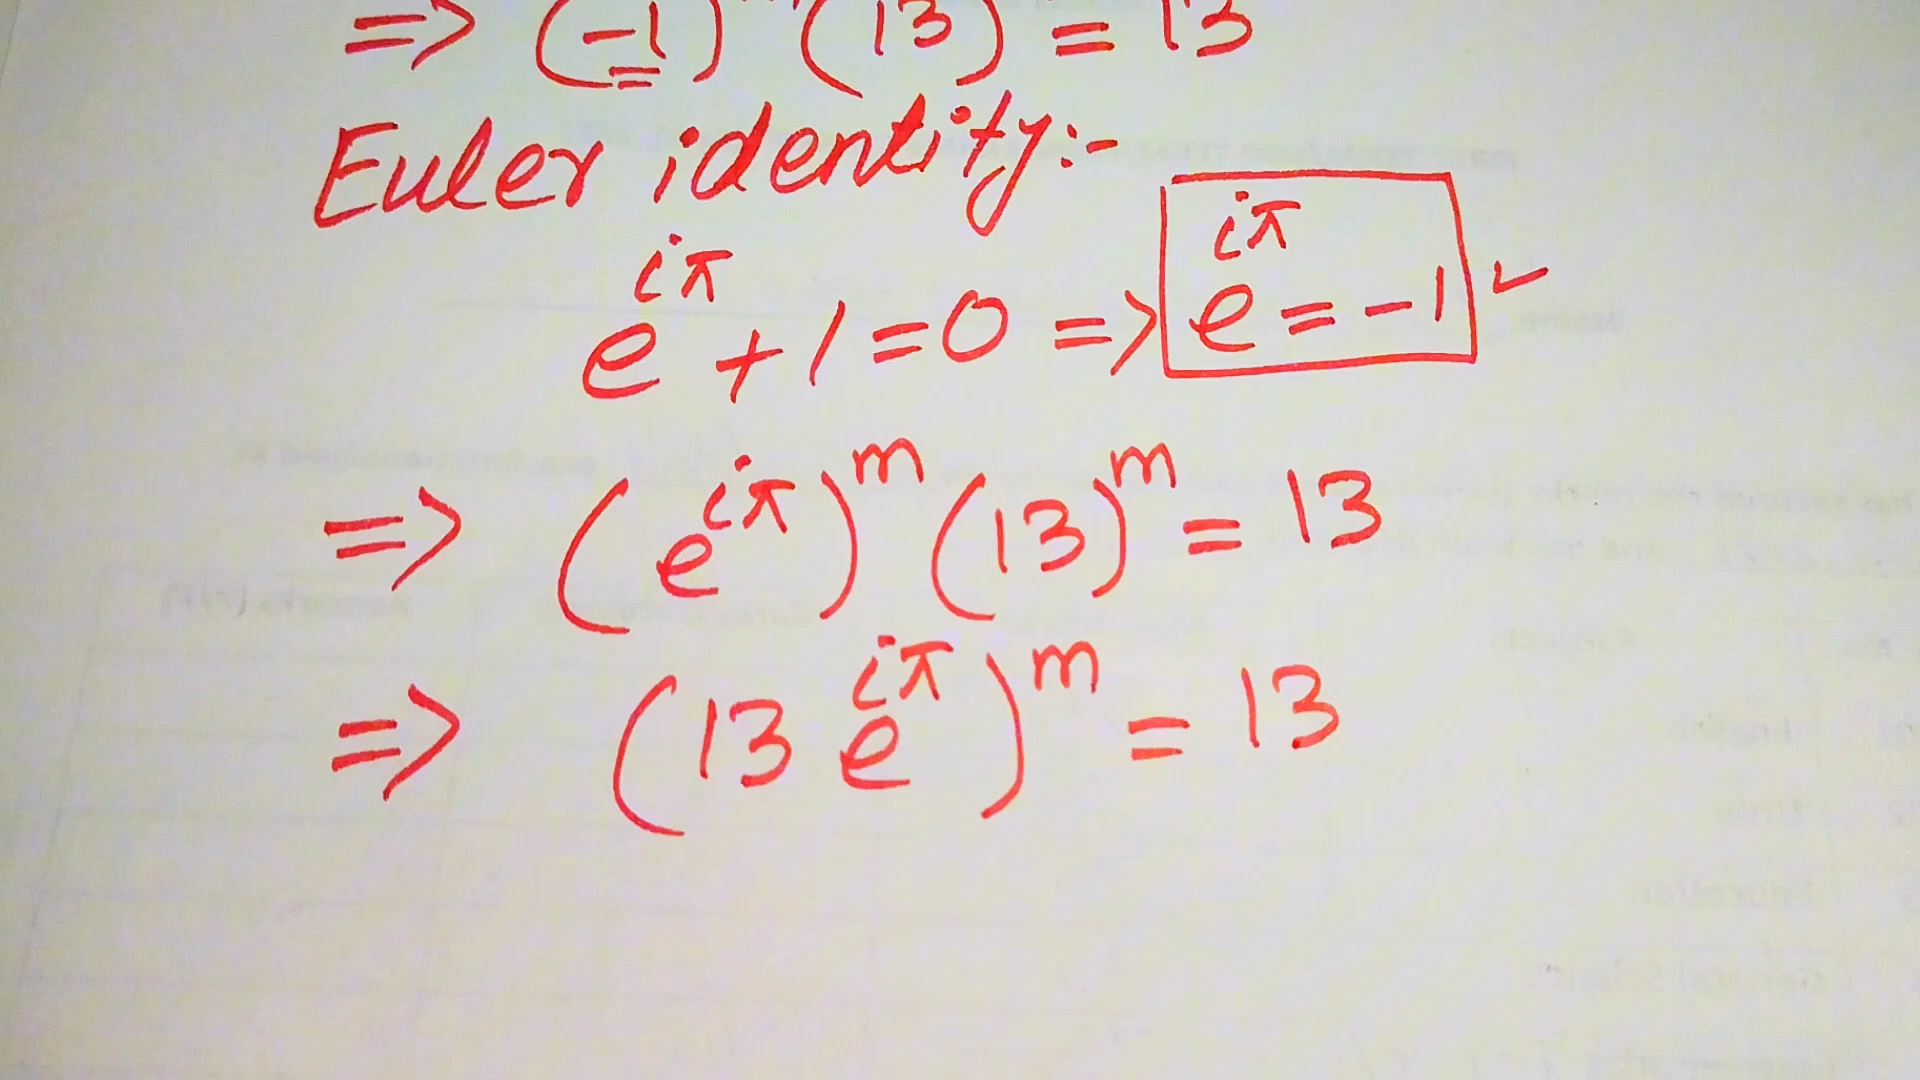 => (-1)^m (13) = 13
Euler identity:-
e^{iπ} + 1 = 0 => e^{iπ} = -1 ✓
=> (e^{iπ})^m (13)^m = 13
=> (13 e^{iπ})^m = 13